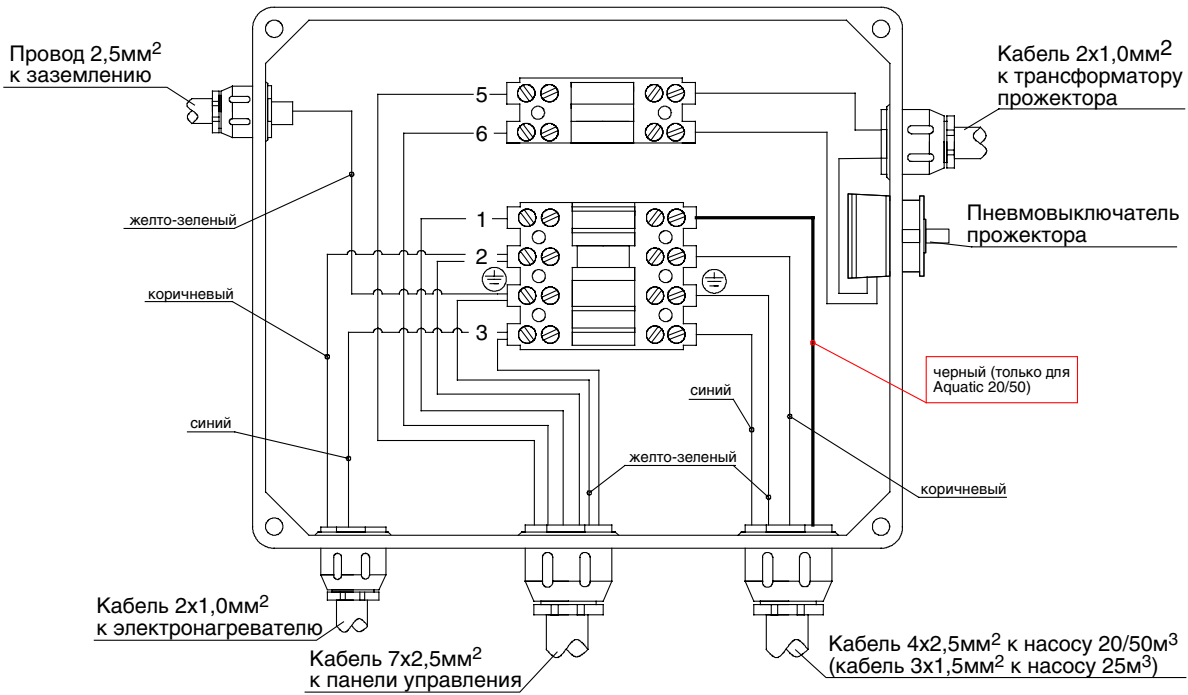 Провод 2,5мм²
к заземлению
Кабель 2х1,0мм²
к трансформатору
прожектора
5
6
желто-зеленый
1
Пневмовыключатель
прожектора
2
коричневый
3
черный (только для
Aquatic 20/50)
синий
синий
желто-зеленый
коричневый
Кабель 2х1,0мм²
к электронагревателю
Кабель 7х2,5мм²
к панели управления
Кабель 4х2,5мм² к насосу 20/50м³
(кабель 3х1,5мм² к насосу 25м³)